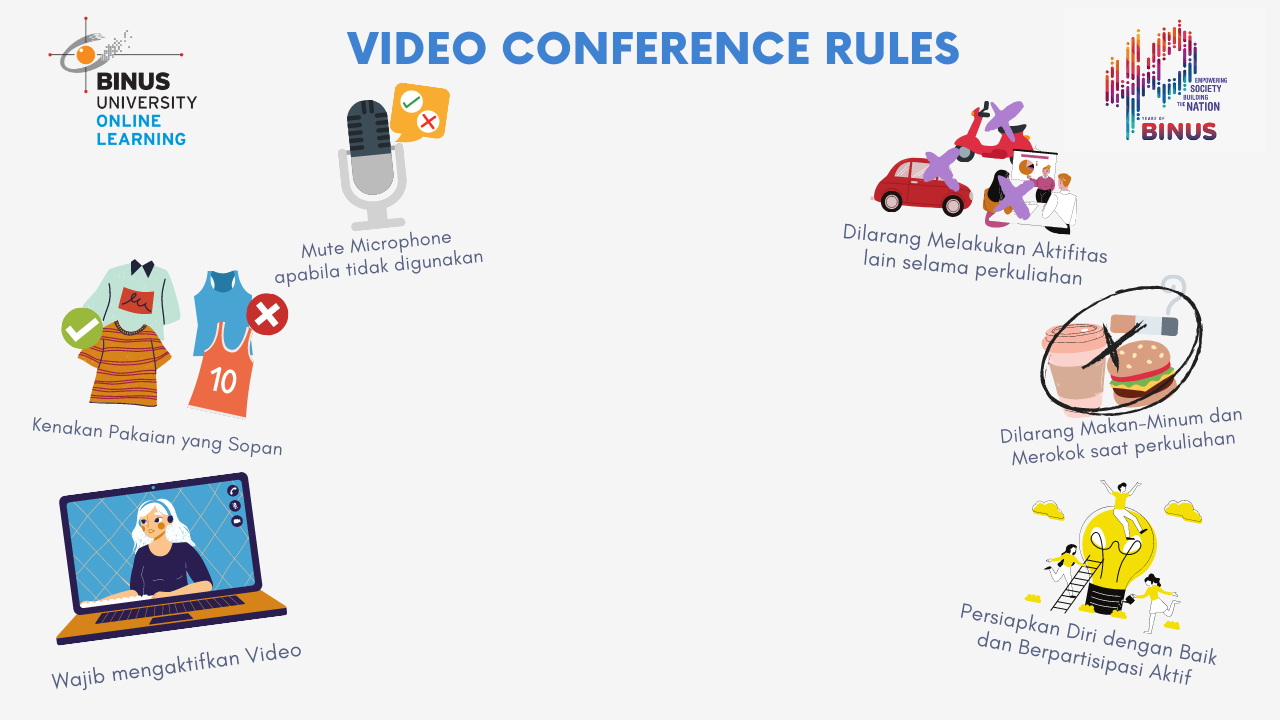 VIDEO CONFERENCE RULES
BINUS
UNIVERSITY
ONLINE
LEARNING
EMPOWERING
SOCIETY
BUILDING
THE NATION
YEARS OF
BINUS
Mute Microphone
apabila tidak digunakan
Dilarang Melakukan Aktifitas
lain selama perkuliahan
10
Kenakan Pakaian yang Sopan
Dilarang Makan-Minum dan
Merokok saat perkuliahan
Wajib mengaktifkan Video
Persiapkan Diri dengan Baik
dan Berpartisipasi Aktif